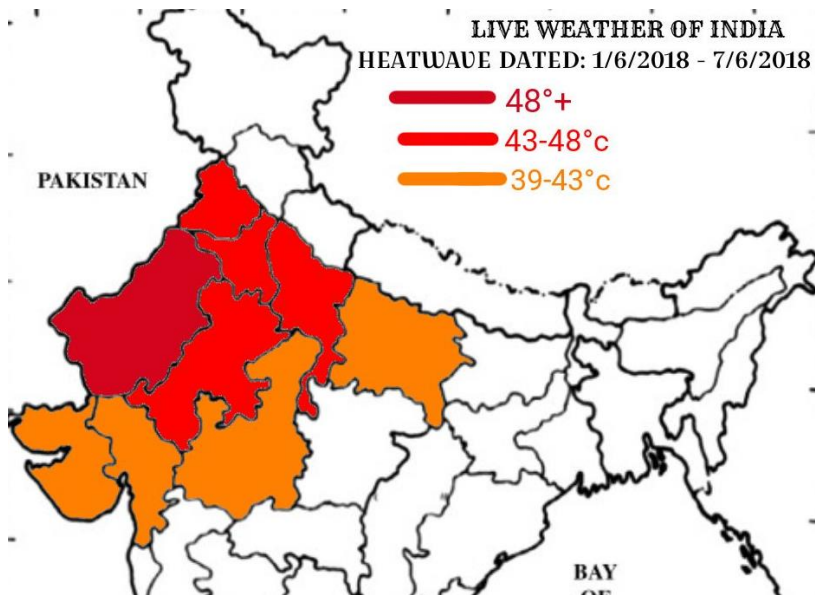 LIVE WEATHER OF INDIA
HEATWAVE DATED: 1/6/2018 - 7/6/2018
48°+
43-48°c
39-43°c
PAKISTAN
BAY
OF